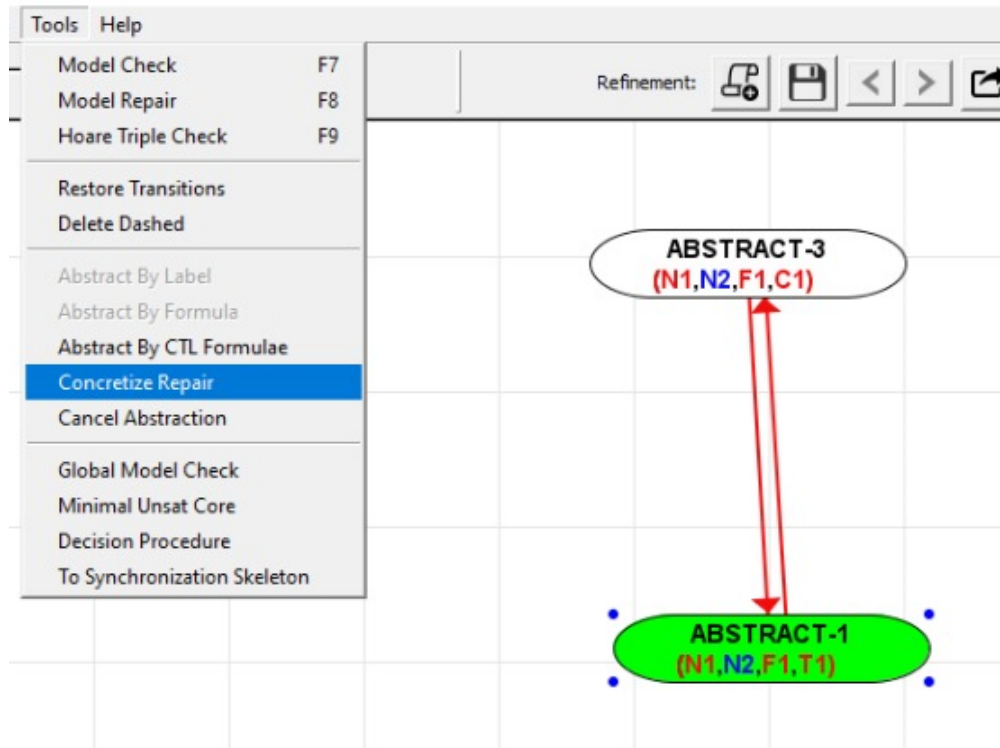 Tools Help
Model Check F7
Model Repair F8
Hoare Triple Check F9
Restore Transitions
Delete Dashed
Abstract By Label
Abstract By Formula
Abstract By CTL Formulae
Concretize Repair
Cancel Abstraction
Global Model Check
Minimal Unsat Core
Decision Procedure
To Synchronization Skeleton
Refinement:
ABSTRACT-3
(N1,N2,F1,C1)
ABSTRACT-1
(N1,N2,F1,T1)